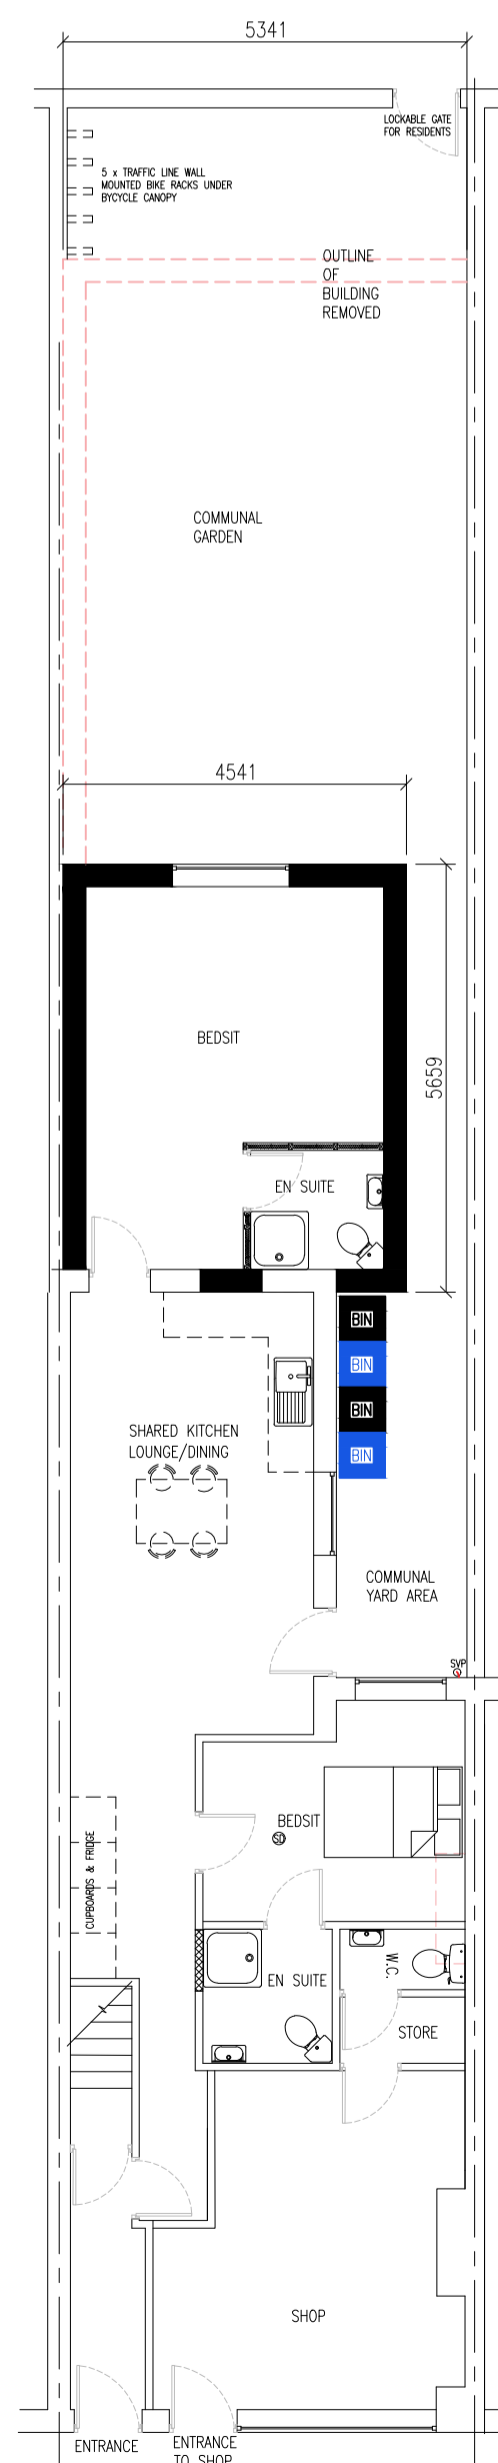 5341
LOCKABLE GATE
FOR RESIDENTS
5 x TRAFFIC LINE WALL
MOUNTED BIKE RACKS UNDER
BYCYCLE CANOPY
OUTLINE
OF
BUILDING
REMOVED
COMMUNAL
GARDEN
4541
BEDSIT
5659
EN SUITE
BIN
BIN
BIN
BIN
SHARED KITCHEN
LOUNGE/DINING
COMMUNAL
YARD AREA
SVP
BEDSIT
SD
CUPBOARDS & FRIDGE
W.C.
EN SUITE
STORE
SHOP
ENTRANCE
ENTRANCE
TO SHOP